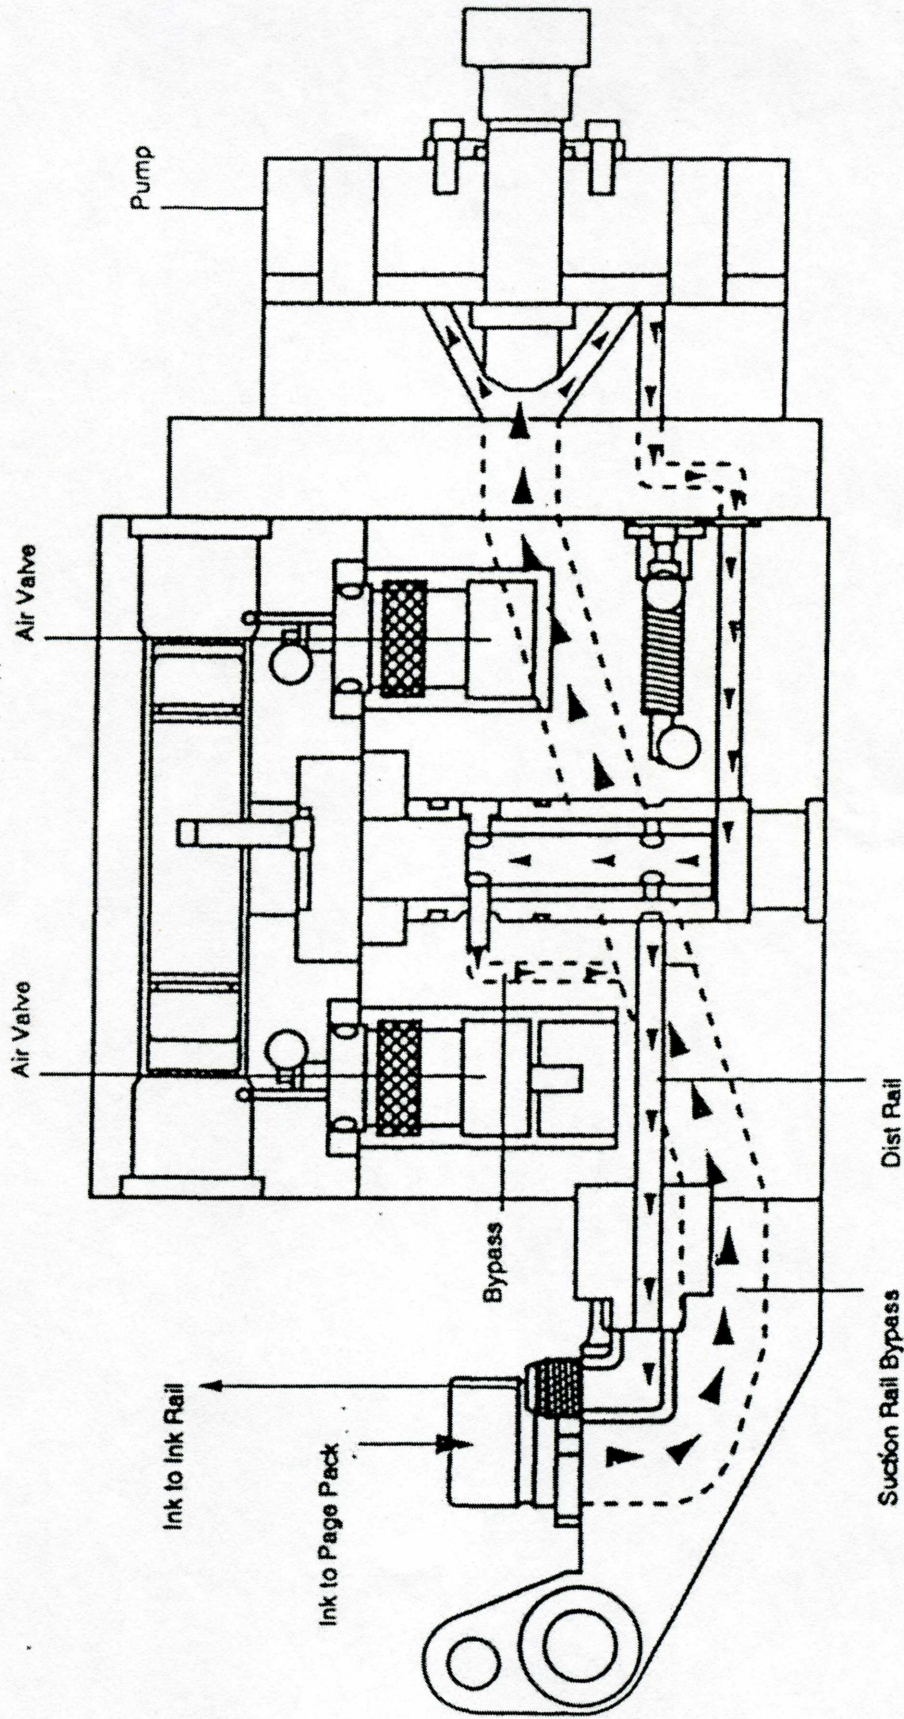 Pump
Air Valve
Air Valve
Bypass
Ink to Ink Rail
Ink to Page Pack
Dist Rail
Suction Rail Bypass